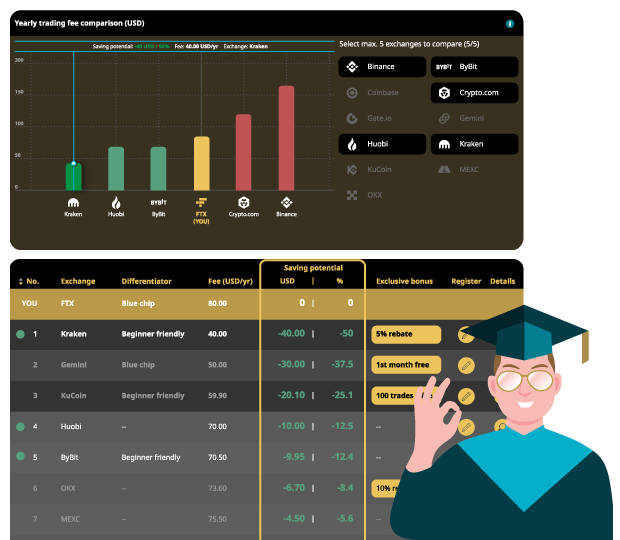 Yearly trading fee comparison (USD)
Saving potential: -40 USD / 50% Fee: 40.00 USD/yr Exchange: Kraken
200
150
100
50
0
Kraken
Huobi
BYBIT
ByBit
FTX
(YOU)
Crypto.com
Binance
Select max. 5 exchanges to compare (5/5)
Binance
BYBIT ByBit
Coinbase
Crypto.com
Gate.io
Gemini
Huobi
Kraken
KuCoin
MEXC
OKX
Saving potential
No. Exchange Differentiator Fee (USD/yr) USD | % Exclusive bonus Register Details
YOU FTX Blue chip 80.00 0 | 0
1 Kraken Beginner friendly 40.00 -40.00 | -50 5% rebate
2 Gemini Blue chip 50.00 -30.00 | -37.5 1st month free
3 KuCoin Beginner friendly 59.90 -20.10 | -25.1 100 trades
4 Huobi -- 70.00 -10.00 | -12.5 --
5 ByBit Beginner friendly 70.50 -9.95 | -12.4 --
6 OKX -- 73.60 -6.70 | -8.4 10%
7 MEXC -- 75.50 -4.50 | -5.6 --